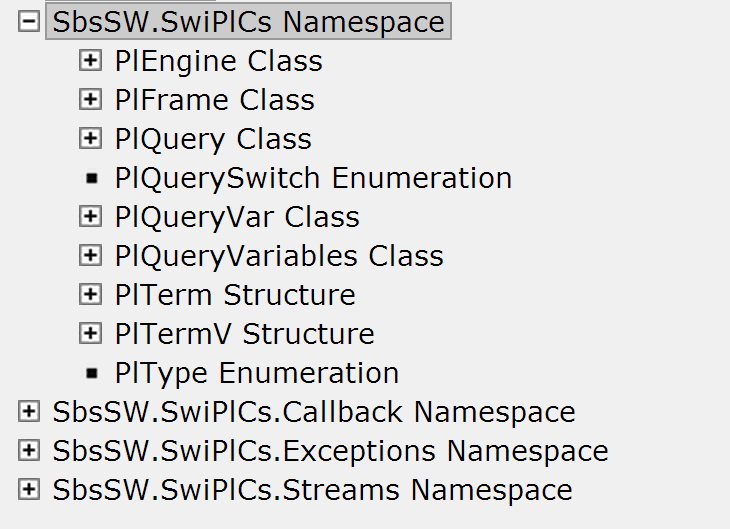 SbsSW.SwiPlCs Namespace
PlEngine Class
PlFrame Class
PlQuery Class
PlQuerySwitch Enumeration
PlQueryVar Class
PlQueryVariables Class
PlTerm Structure
PlTermV Structure
PlType Enumeration
SbsSW.SwiPlCs.Callback Namespace
SbsSW.SwiPlCs.Exceptions Namespace
SbsSW.SwiPlCs.Streams Namespace